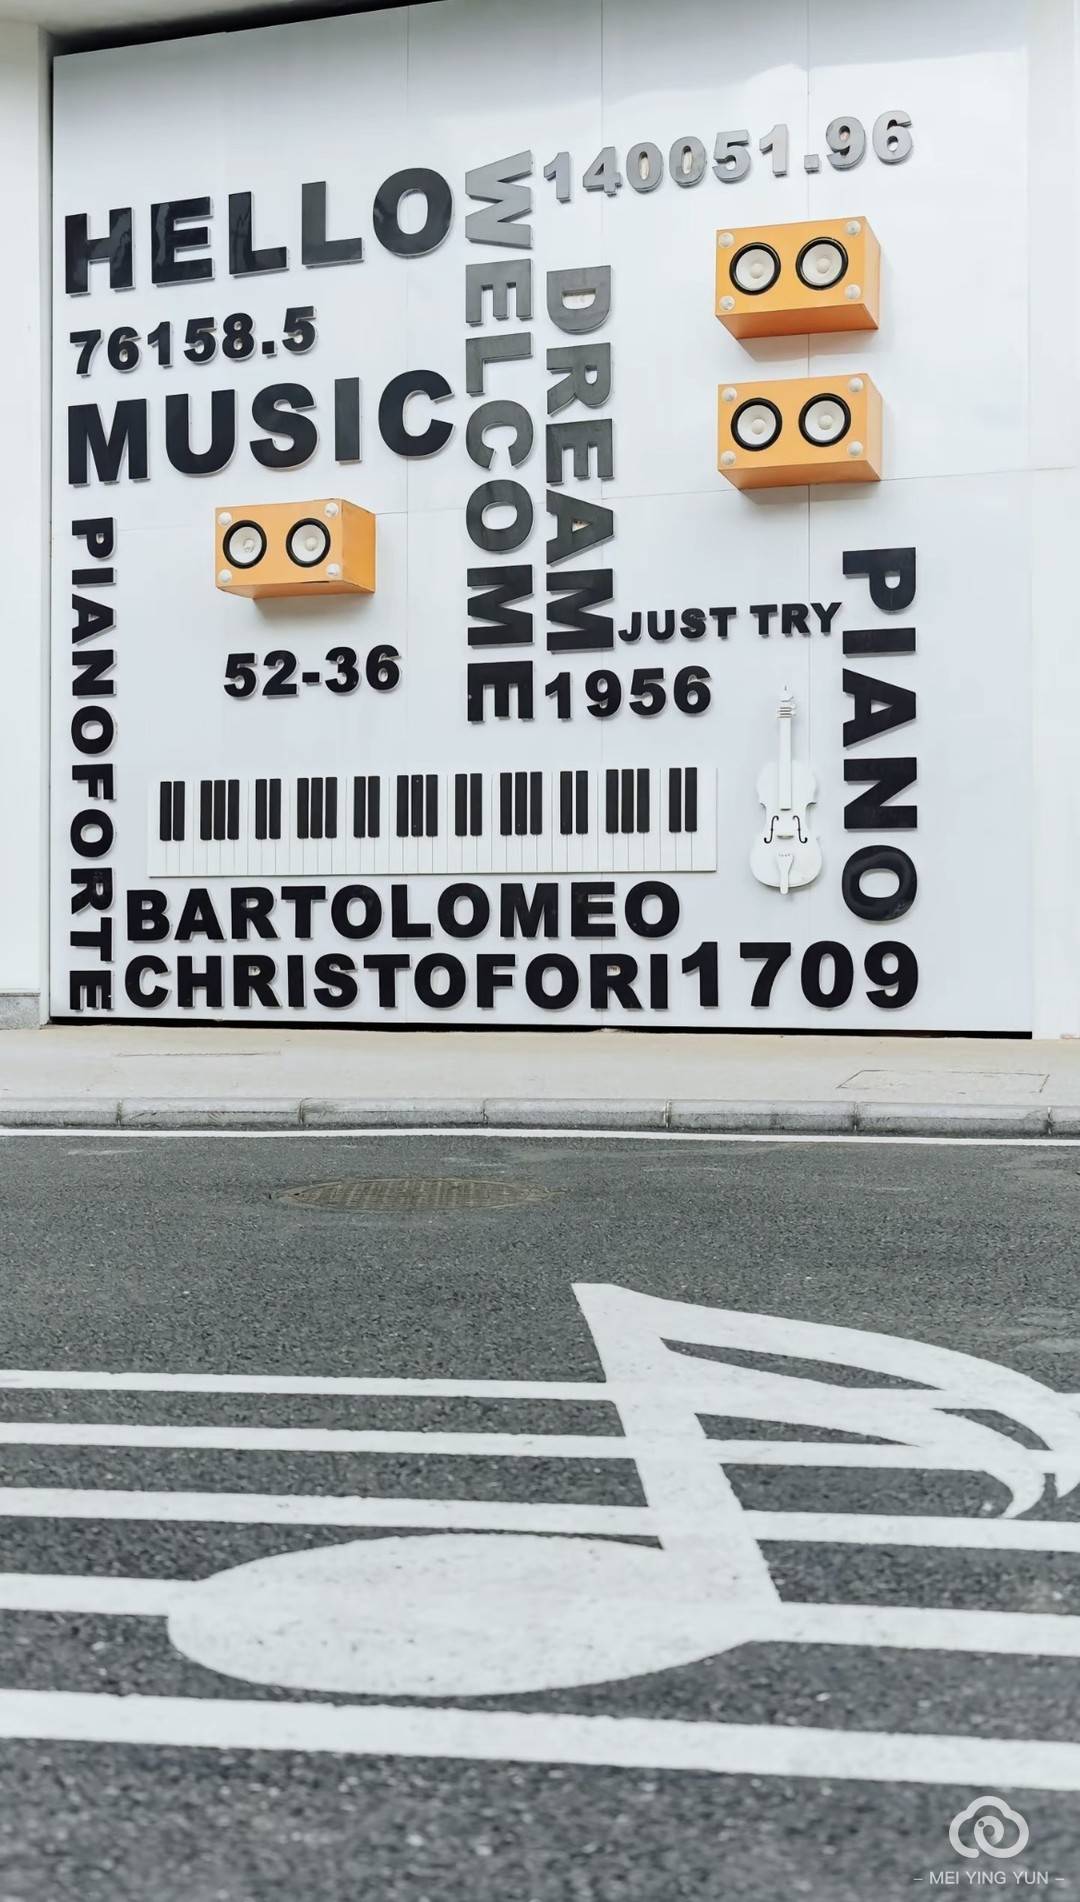 140051.96
HELLO
WELCOME
DREAM
76158.5
MUSIC
PIANOFORTE
52-36
JUST TRY
1956
PIANO
BARTOLOMEO
CHRISTOFORI1709
– MEI YING YUN –